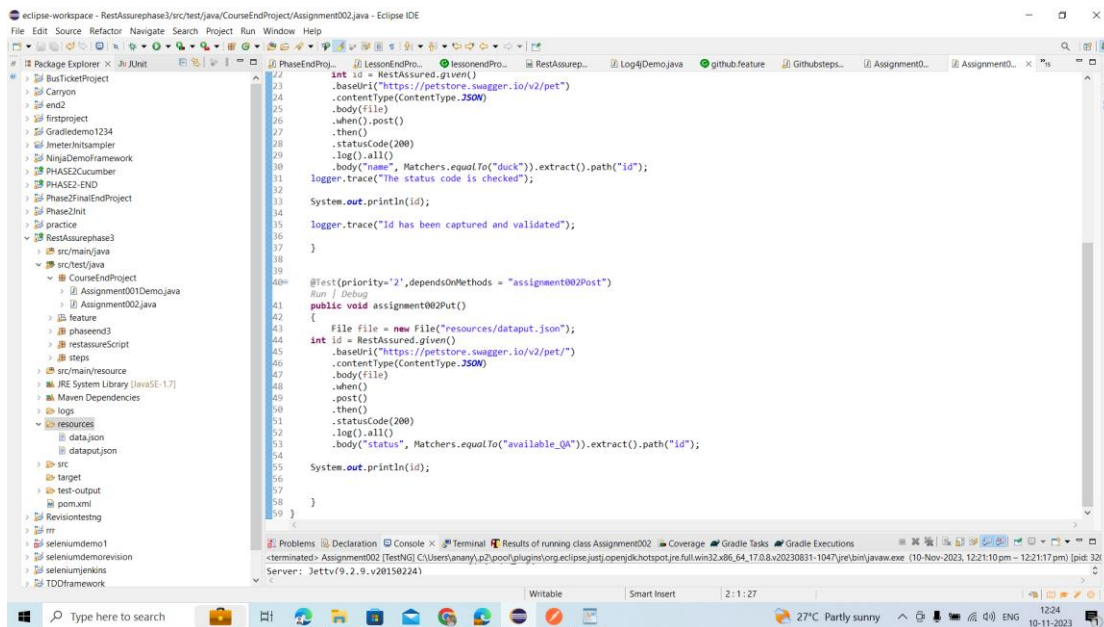 eclipse-workspace - RestAssurephase3/src/test/java/CourseEndProject/Assignment002.java - Eclipse IDE
File Edit Source Refactor Navigate Search Project Run Window Help
Package Explorer × JUnit
BusTicketProject
Carryon
end2
firstproject
Gradledemo1234
JmeterJnitsampler
NinjaDemoFramework
PHASE2Cucumber
PHASE2-END
Phase2FinalEndProject
Phase2Jnit
practice
RestAssurephase3
src/main/java
src/test/java
CourseEndProject
Assignment001Demo.java
Assignment002.java
feature
phaseend3
restassureScript
steps
src/main/resource
JRE System Library [JavaSE-1.7]
Maven Dependencies
logs
resources
data.json
dataput.json
src
target
test-output
pom.xml
Revisiontestng
rrr
seleniumdemo1
seleniumdemorevision
seleniumjenkins
TDDframework
PhaseEndProj... LessonEndPro... lessonendPro... RestAssurep... Log4jDemo.java github.feature Githubsteps... Assignment0... Assignment0... × "15
22 int id = RestAssured.given()
23 .baseUri("https://petstore.swagger.io/v2/pet")
24 .contentType(ContentType.JSON)
25 .body(file)
26 .when().post()
27 .then()
28 .statusCode(200)
29 .log().all()
30 .body("name", Matchers.equalTo("duck")).extract().path("id");
31 logger.trace("The status code is checked");
32
33 System.out.println(id);
34
35 logger.trace("Id has been captured and validated");
36
37 }
38
39
40 @Test(priority='2',dependsOnMethods = "assignment002Post")
Run | Debug
41 public void assignment002Put()
42 {
43 File file = new File("resources/dataput.json");
44 int id = RestAssured.given()
45 .baseUri("https://petstore.swagger.io/v2/pet/")
46 .contentType(ContentType.JSON)
47 .body(file)
48 .when()
49 .post()
50 .then()
51 .statusCode(200)
52 .log().all()
53 .body("status", Matchers.equalTo("available_QA")).extract().path("id");
54
55 System.out.println(id);
56
57
58 }
59 }
Problems Declaration Console × Terminal Results of running class Assignment002 Coverage Gradle Tasks Gradle Executions
<terminated> Assignment002 [TestNG] C:\Users\anany\.p2\pool\plugins\org.eclipse.justj.openjdk.hotspot.jre.full.win32.x86_64_17.0.8.v20230831-1047\jre\bin\javaw.exe (10-Nov-2023, 12:21:10 pm – 12:21:17 pm) [pid: 320
Server: Jetty(9.2.9.v20150224)
Writable Smart Insert 2 : 1 : 27
Type here to search 27°C Partly sunny ENG 12:24
10-11-2023